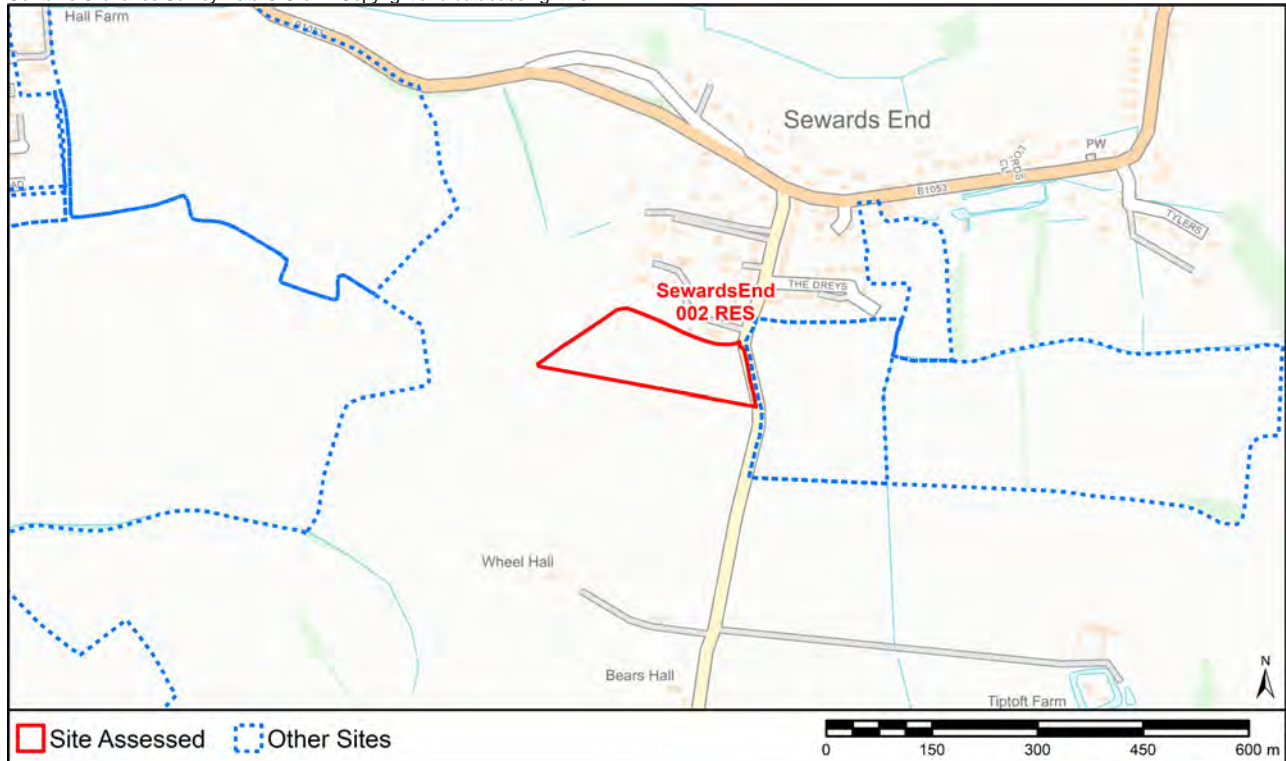 Hall Farm
Sewards End
PW
FORDS
CL
B1053
TYLERS
THE DREYS
SewardsEnd
002 RES
Wheel Hall
Bears Hall
Tiptoft Farm
N
Site Assessed
Other Sites
0 150 300 450 600 m